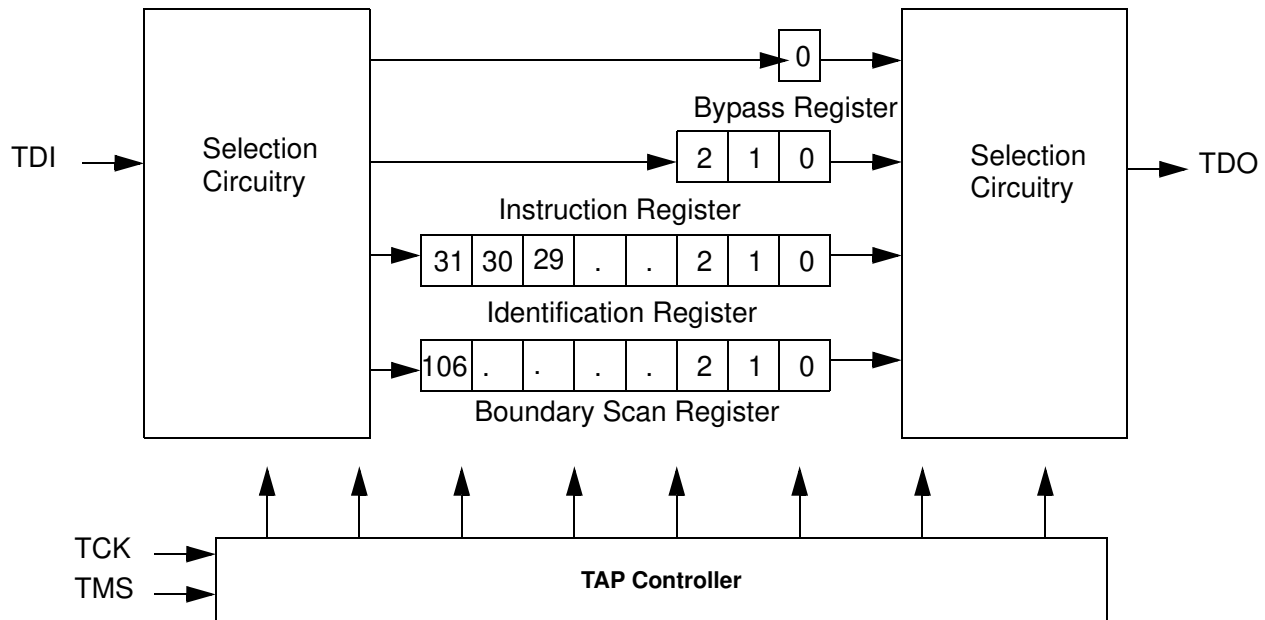 0
Bypass Register
TDI
Selection
Circuitry
2 1 0
Selection
Circuitry
TDO
Instruction Register
31 30 29 . . 2 1 0
Identification Register
106 . . . . 2 1 0
Boundary Scan Register
TCK
TMS
TAP Controller